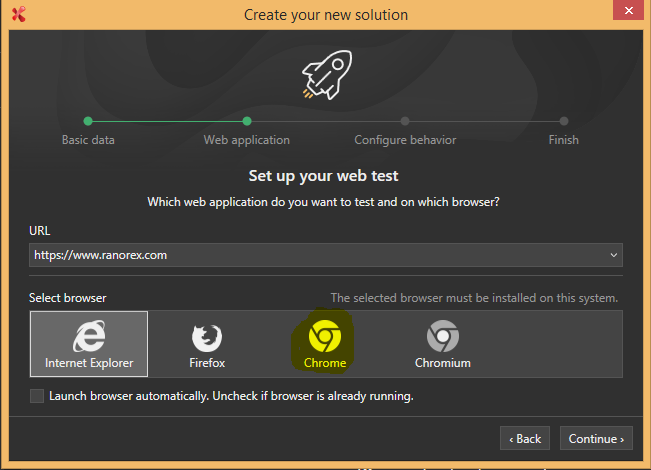 Create your new solution
Basic data
Web application
Configure behavior
Finish
Set up your web test
Which web application do you want to test and on which browser?
URL
https://www.ranorex.com
Select browser
The selected browser must be installed on this system.
Internet Explorer
Firefox
Chrome
Chromium
Launch browser automatically. Uncheck if browser is already running.
‹ Back
Continue ›